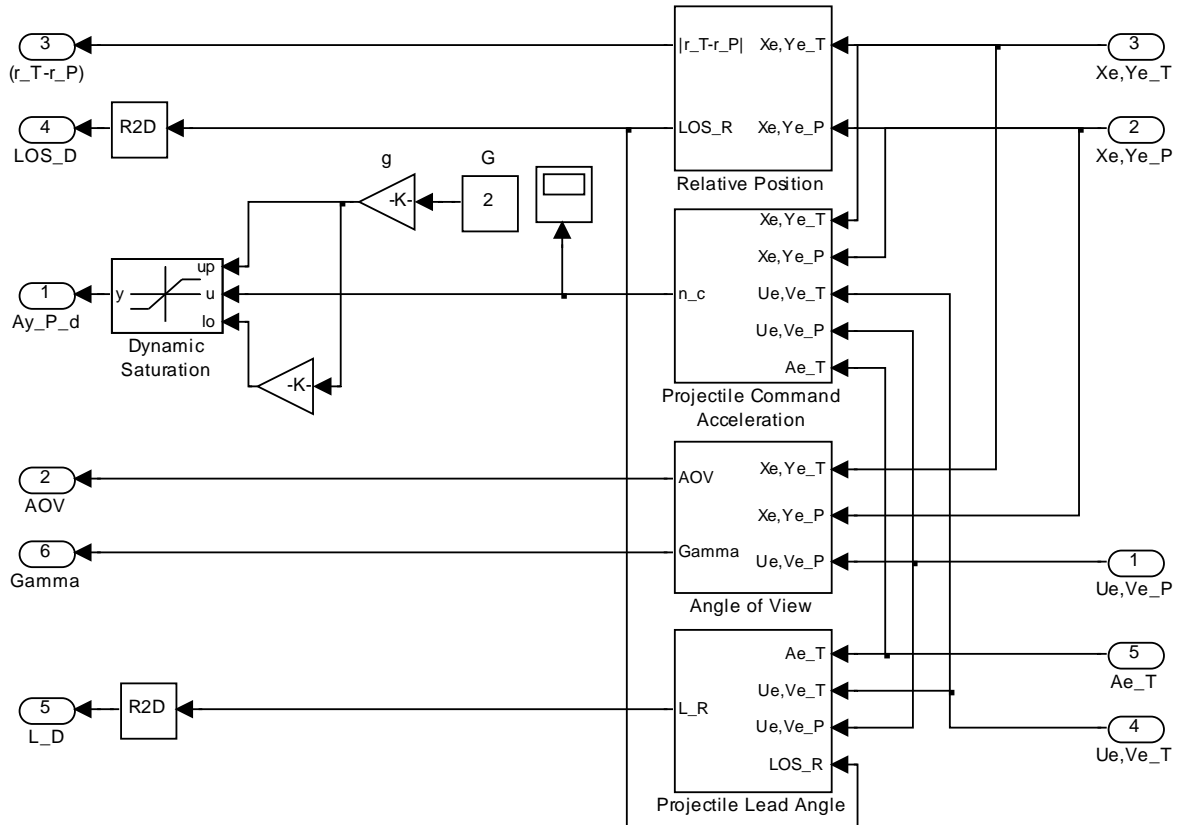 3
(r_T-r_P)
|r_T-r_P|
Xe,Ye_T
3
Xe,Ye_T
4
LOS_D
R2D
LOS_R
Xe,Ye_P
2
Xe,Ye_P
Relative Position
g
-K-
G
2
1
Ay_P_d
up
y
u
lo
Dynamic
Saturation
-K-
n_c
Xe,Ye_T
Xe,Ye_P
Ue,Ve_T
Ue,Ve_P
Ae_T
Projectile Command
Acceleration
2
AOV
AOV
Xe,Ye_T
Xe,Ye_P
6
Gamma
Gamma
Ue,Ve_P
1
Ue,Ve_P
Angle of View
Ae_T
5
Ae_T
5
L_D
R2D
L_R
Ue,Ve_T
Ue,Ve_P
4
Ue,Ve_T
LOS_R
Projectile Lead Angle